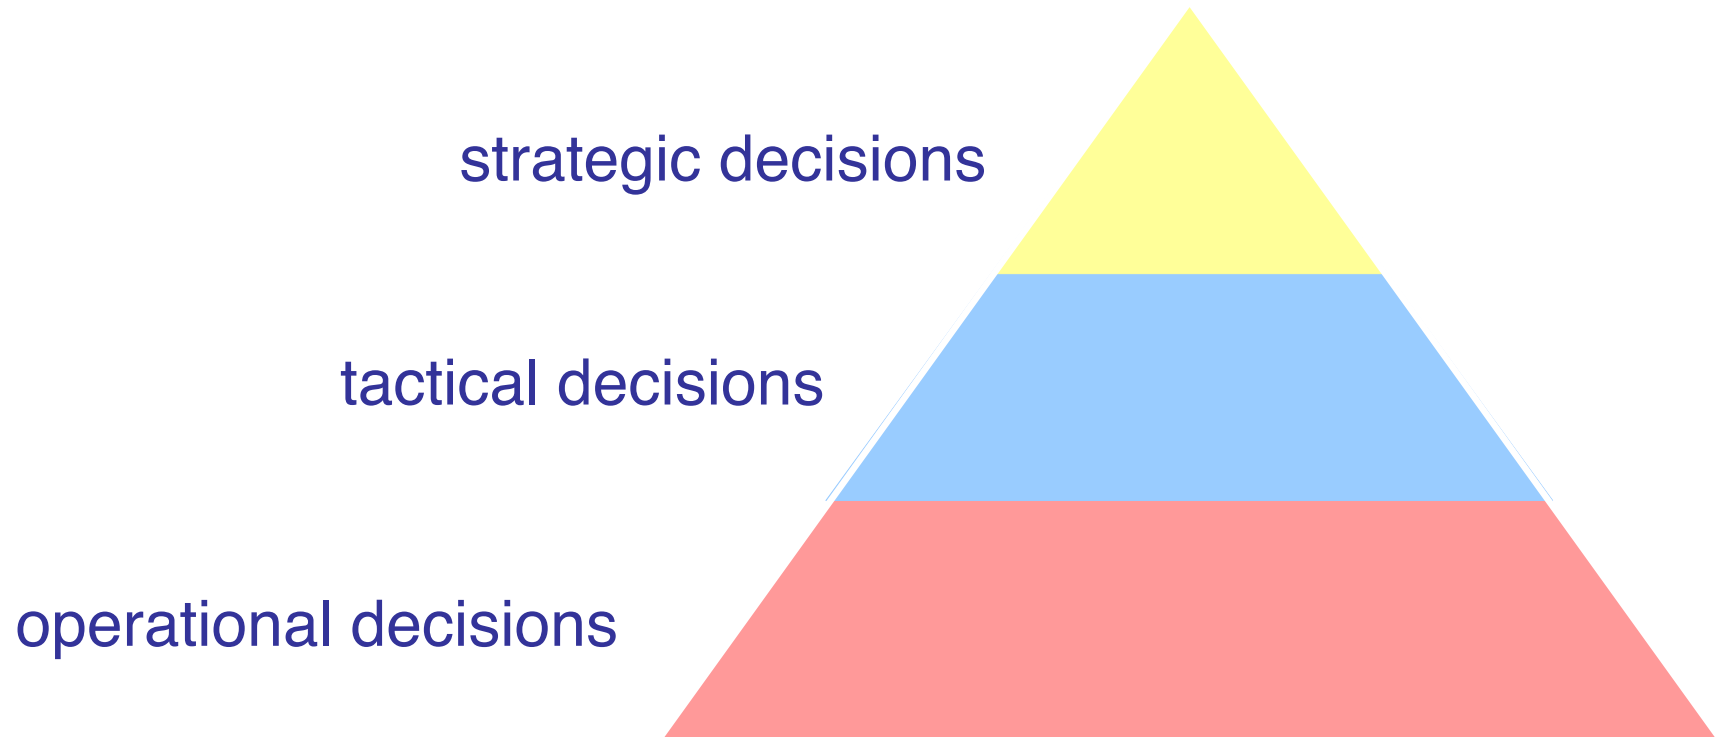 strategic decisions
tactical decisions
operational decisions